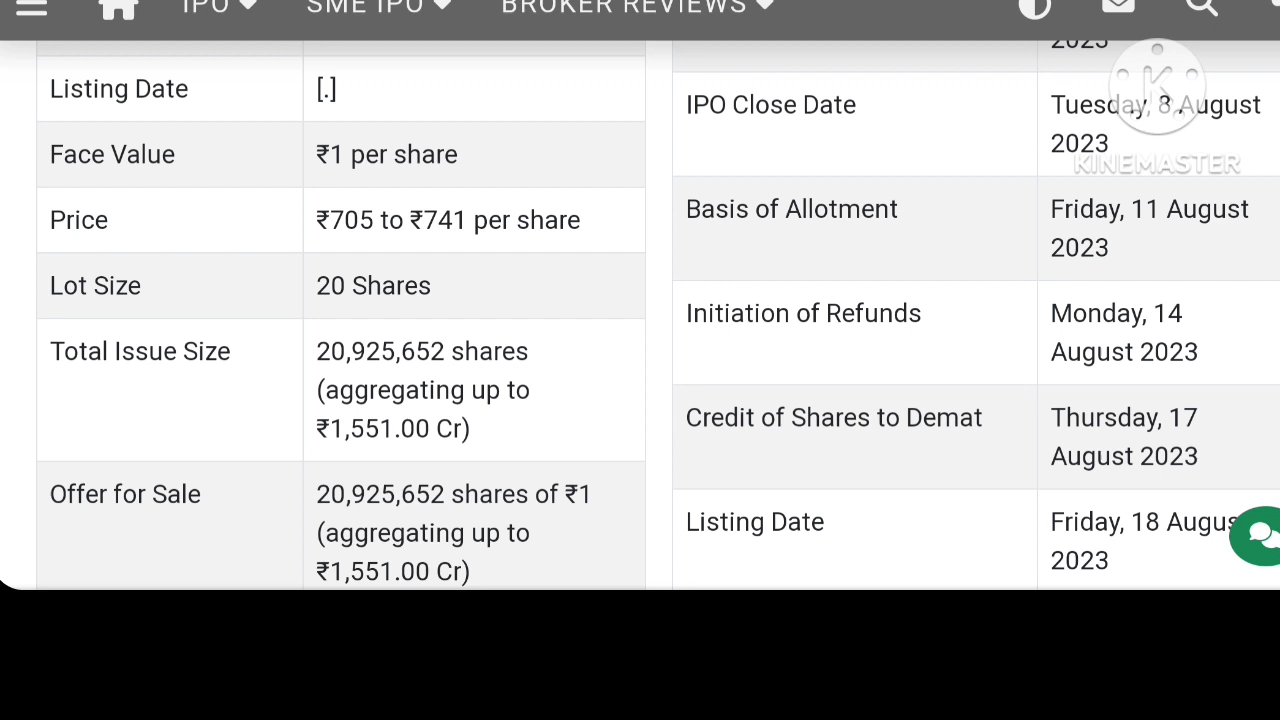 IPO SME IPO BROKER REVIEWS
Listing Date [.]
Face Value ₹1 per share
Price ₹705 to ₹741 per share
Lot Size 20 Shares
Total Issue Size 20,925,652 shares
(aggregating up to
₹1,551.00 Cr)
Offer for Sale 20,925,652 shares of ₹1
(aggregating up to
₹1,551.00 Cr)
2023
IPO Close Date Tuesday, 8 August
2023
Basis of Allotment Friday, 11 August
2023
Initiation of Refunds Monday, 14
August 2023
Credit of Shares to Demat Thursday, 17
August 2023
Listing Date Friday, 18 Augus
2023
KINEMASTER